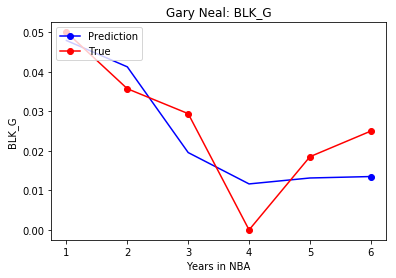 Gary Neal: BLK_G
Prediction
True
0.05
0.04
0.03
0.02
0.01
0.00
BLK_G
1 2 3 4 5 6
Years in NBA